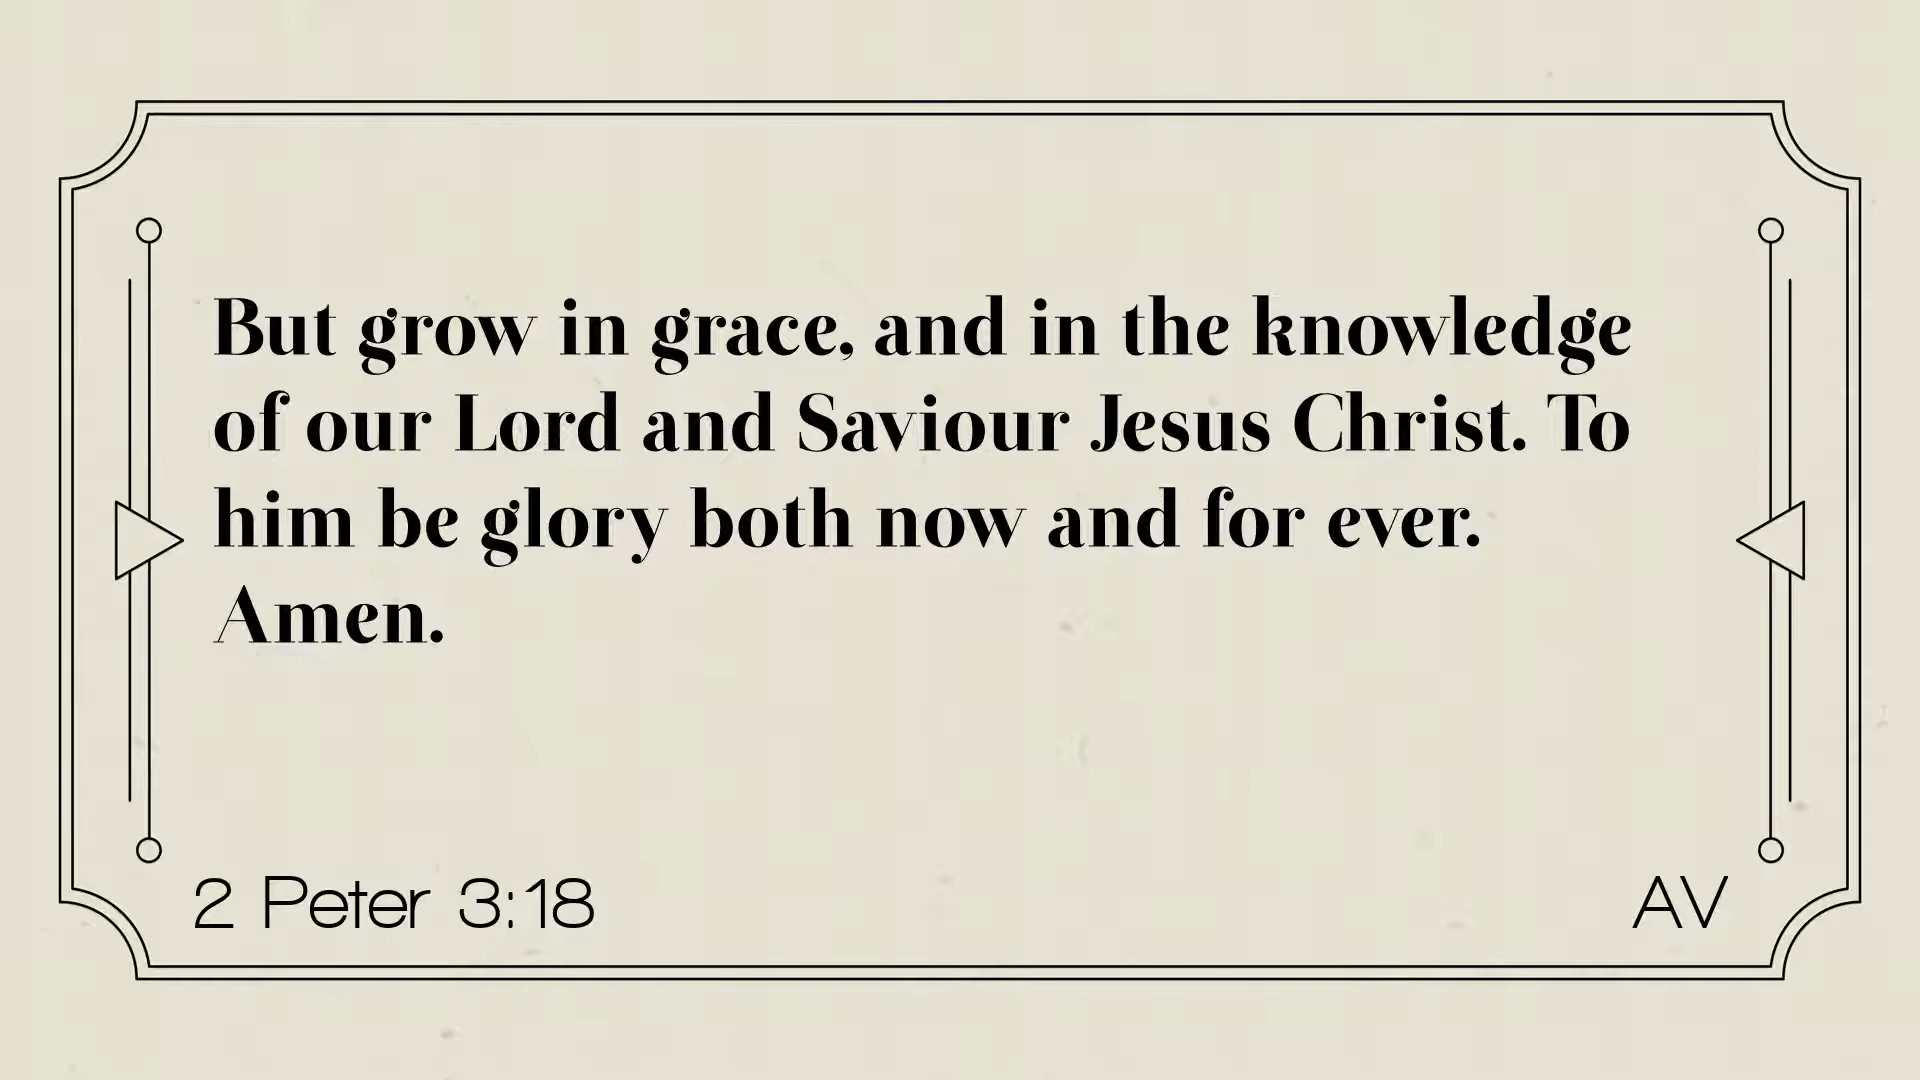 But grow in grace, and in the knowledge
of our Lord and Saviour Jesus Christ. To
him be glory both now and for ever.
Amen.
2 Peter 3:18
AV